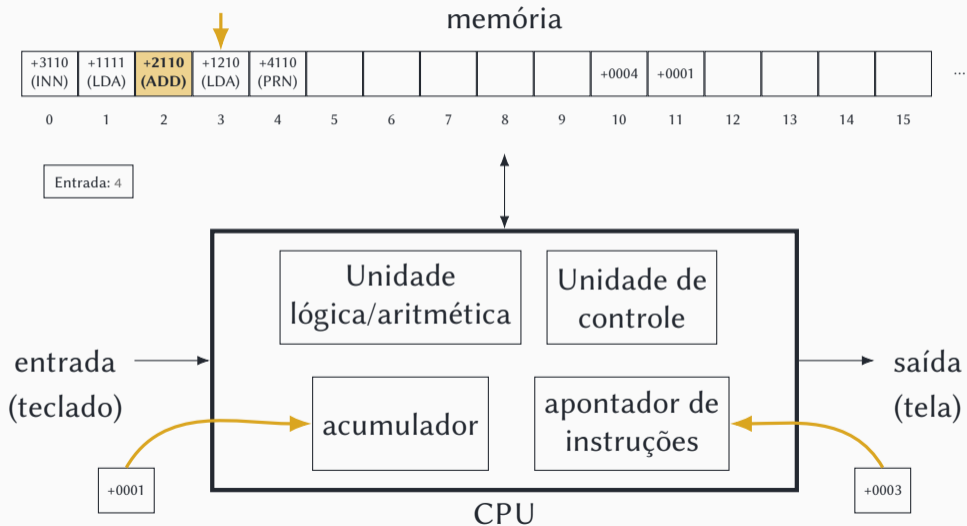 memória
+3110 +1111 +2110 +1210 +4110 +0004 +0001 ...
(INN) (LDA) (ADD) (LDA) (PRN)
0 1 2 3 4 5 6 7 8 9 10 11 12 13 14 15
Entrada: 4
Unidade
lógica/aritmética
Unidade de
controle
entrada
(teclado)
saída
(tela)
acumulador
apontador de
instruções
+0001
+0003
CPU